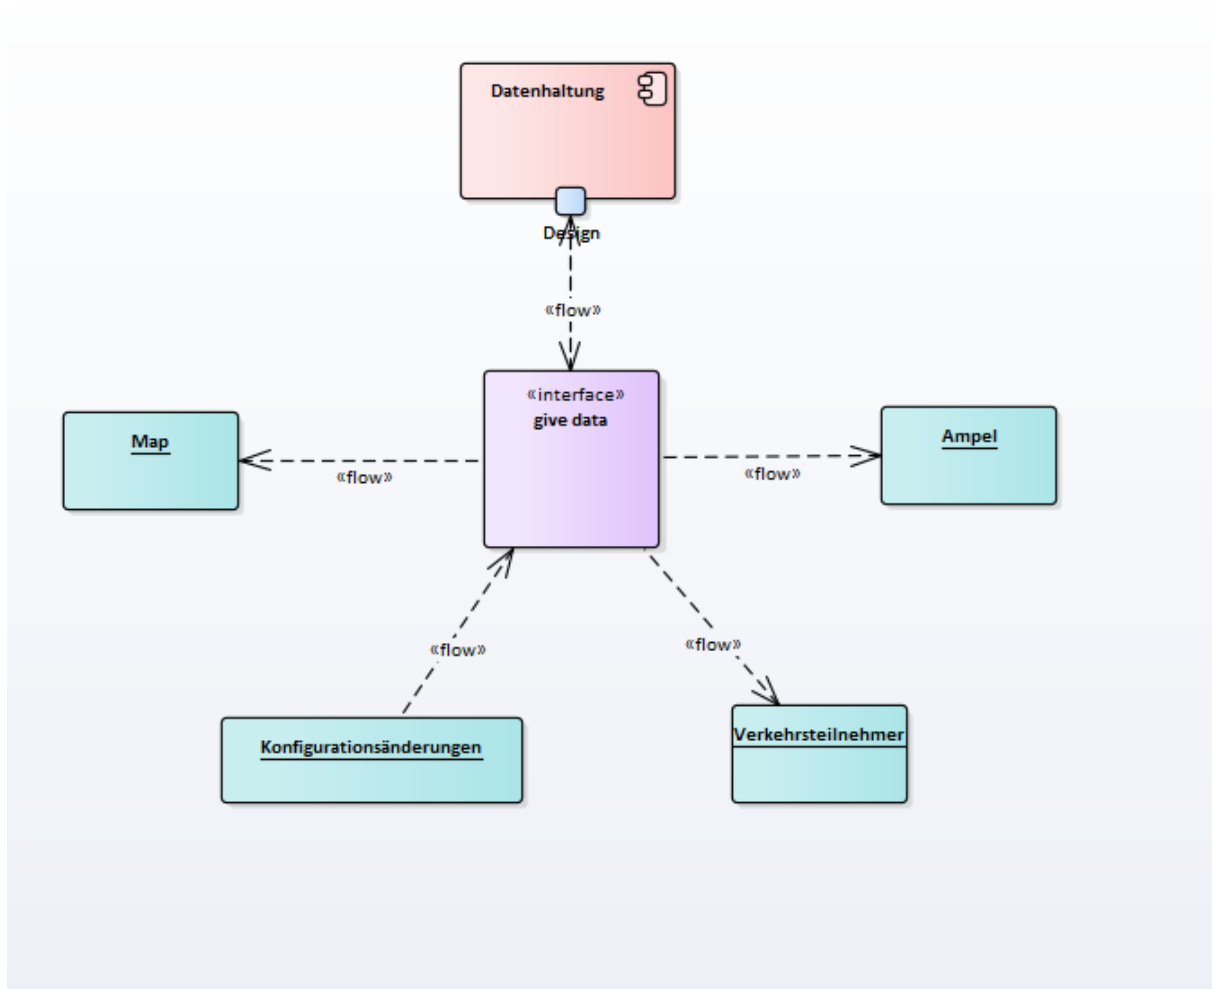 Datenhaltung
Design
«flow»
«interface»
give data
Map
«flow»
Ampel
«flow»
«flow»
«flow»
Konfigurationsänderungen
Verkehrsteilnehmer